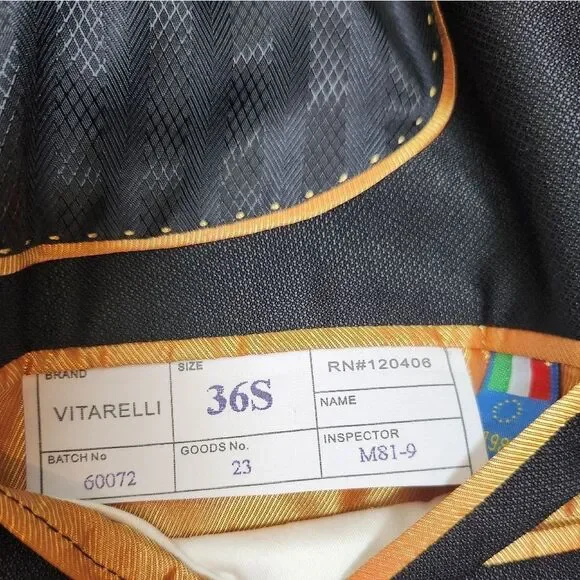 BRAND
VITARELLI
SIZE
36S
RN#120406
NAME
BATCH No
60072
GOODS No.
23
INSPECTOR
M81-9